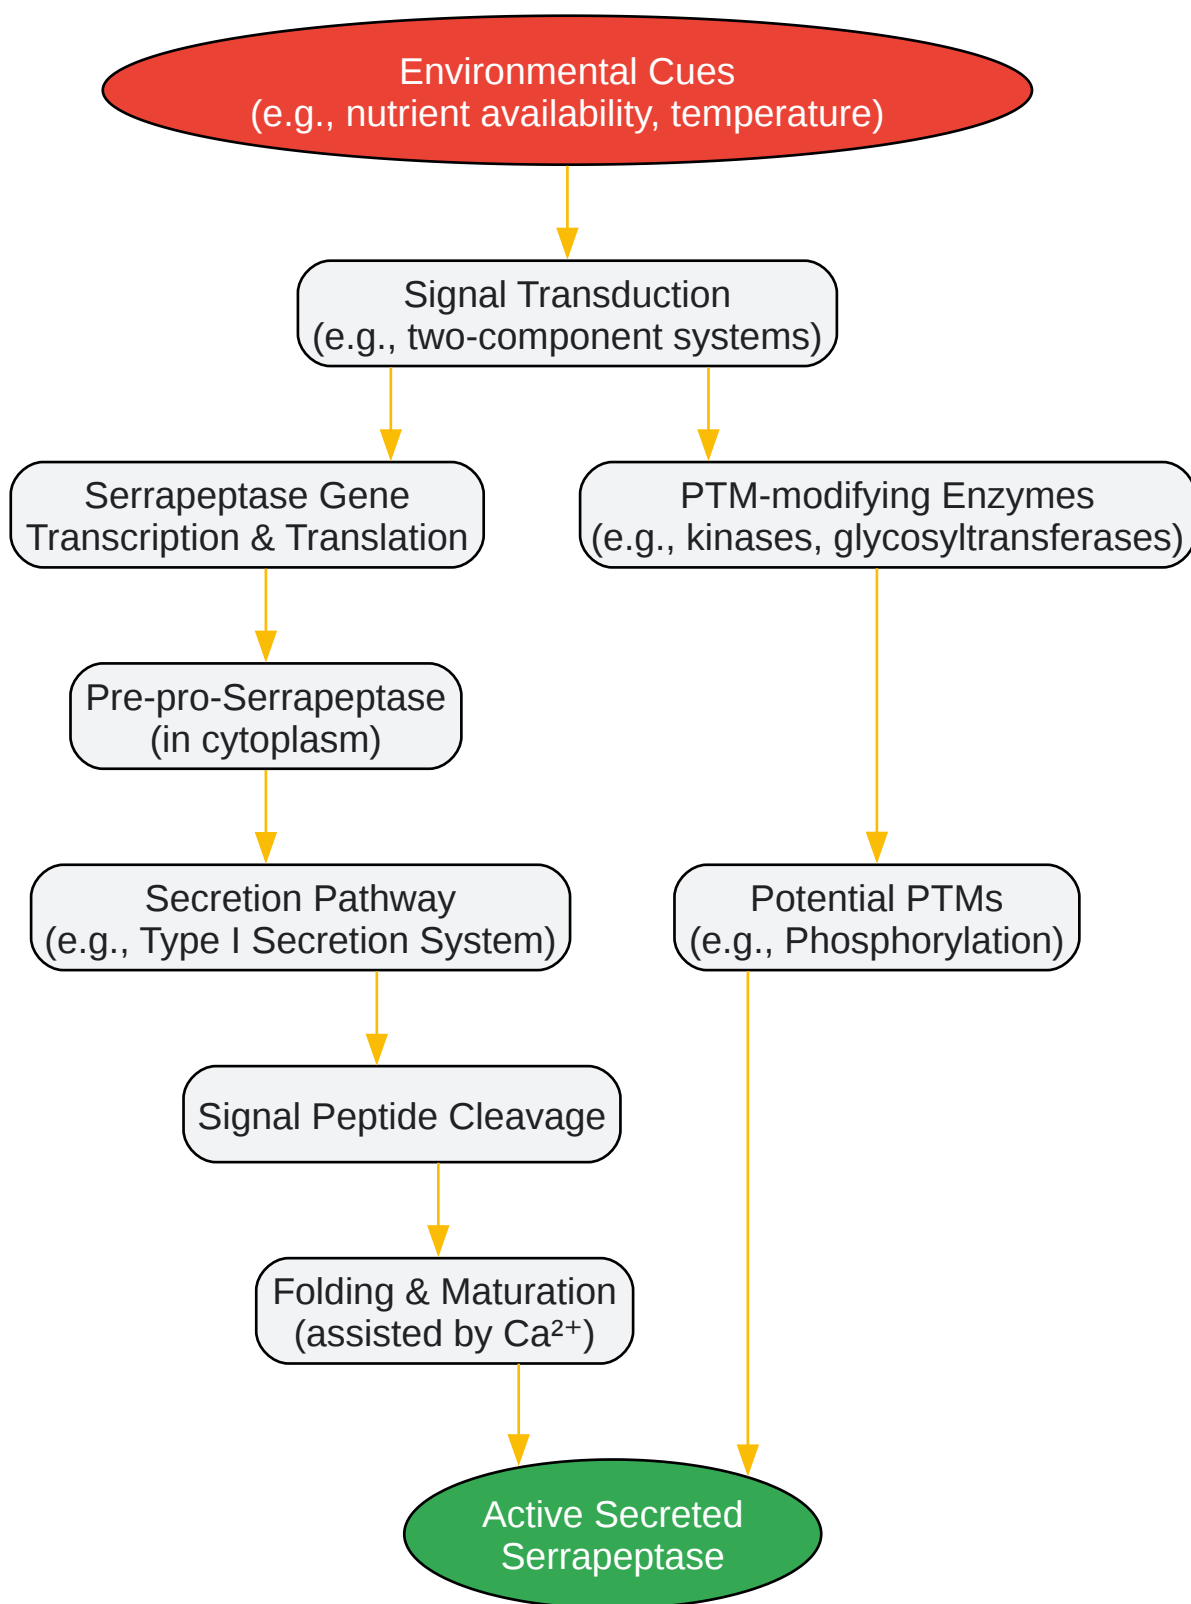 Environmental Cues
(e.g., nutrient availability, temperature)
Signal Transduction
(e.g., two-component systems)
Serrapeptase Gene
Transcription & Translation
PTM-modifying Enzymes
(e.g., kinases, glycosyltransferases)
Pre-pro-Serrapeptase
(in cytoplasm)
Secretion Pathway
(e.g., Type I Secretion System)
Potential PTMs
(e.g., Phosphorylation)
Signal Peptide Cleavage
Folding & Maturation
(assisted by Ca²⁺)
Active Secreted
Serrapeptase